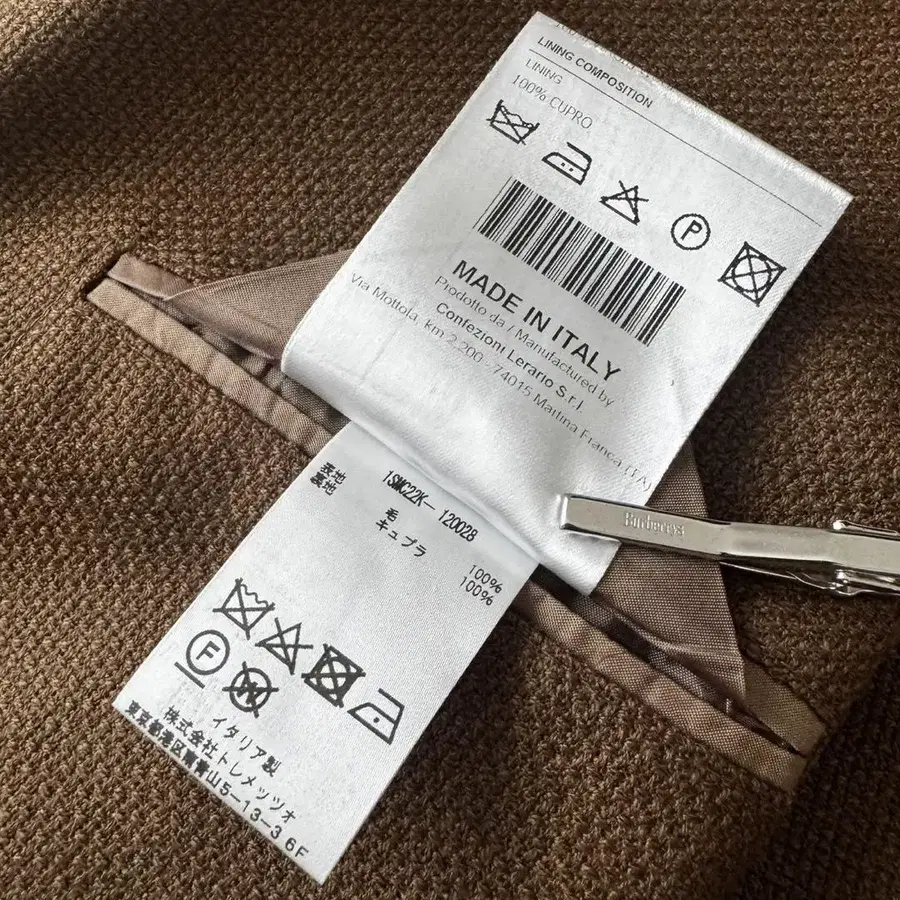 LINING COMPOSITION
LINING
100% CUPRO
P
MADE IN ITALY
Prodotto da / Manufactured by
Confezioni Lerario S.r.l.
Via Mottola, km 2.200 - 74015 Martina Franca (TA)
Burberrys
1SMC22K-120028
表地 毛 100%
裏地 キュプラ 100%
F
W
イタリア製
株式会社トレメッツォ
東京都港区南青山5-13-3 6F